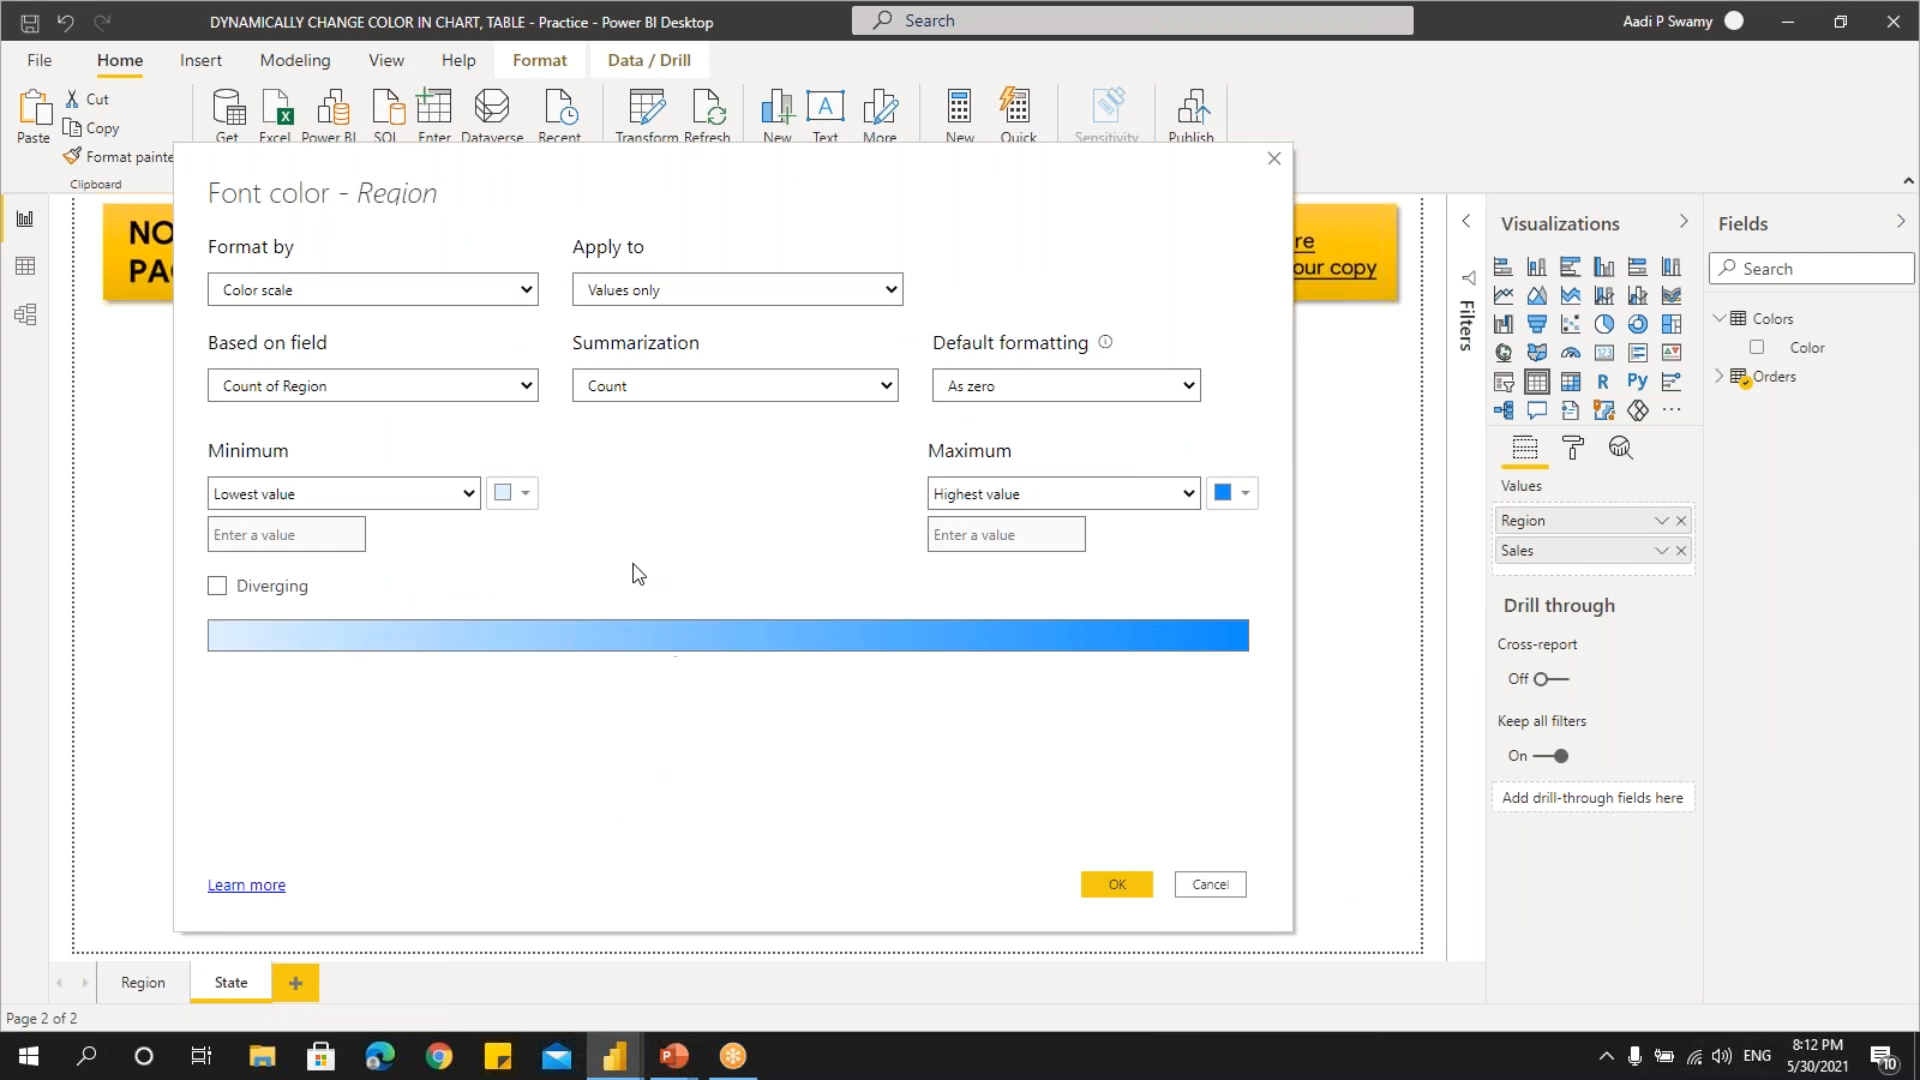 DYNAMICALLY CHANGE COLOR IN CHART, TABLE - Practice - Power BI Desktop
Search
Aadi P Swamy
File
Home
Insert
Modeling
View
Help
Format
Data / Drill
Paste
Cut
Copy
Format painte
Clipboard
Get
Excel
Power BI
SQL
Enter
Dataverse
Recent
Transform
Refresh
New
Text
More
New
Quick
Sensitivity
Publish
NO
PA
re
our copy
Font color - Region
Format by
Color scale
Apply to
Values only
Based on field
Count of Region
Summarization
Count
Default formatting
As zero
Minimum
Lowest value
Enter a value
Maximum
Highest value
Enter a value
Diverging
Learn more
OK
Cancel
Filters
Visualizations
R
Py
123
Values
Region
Sales
Drill through
Cross-report
Off
Keep all filters
On
Add drill-through fields here
Fields
Search
Colors
Color
Orders
Region
State
Page 2 of 2
ENG
8:12 PM
5/30/2021
10